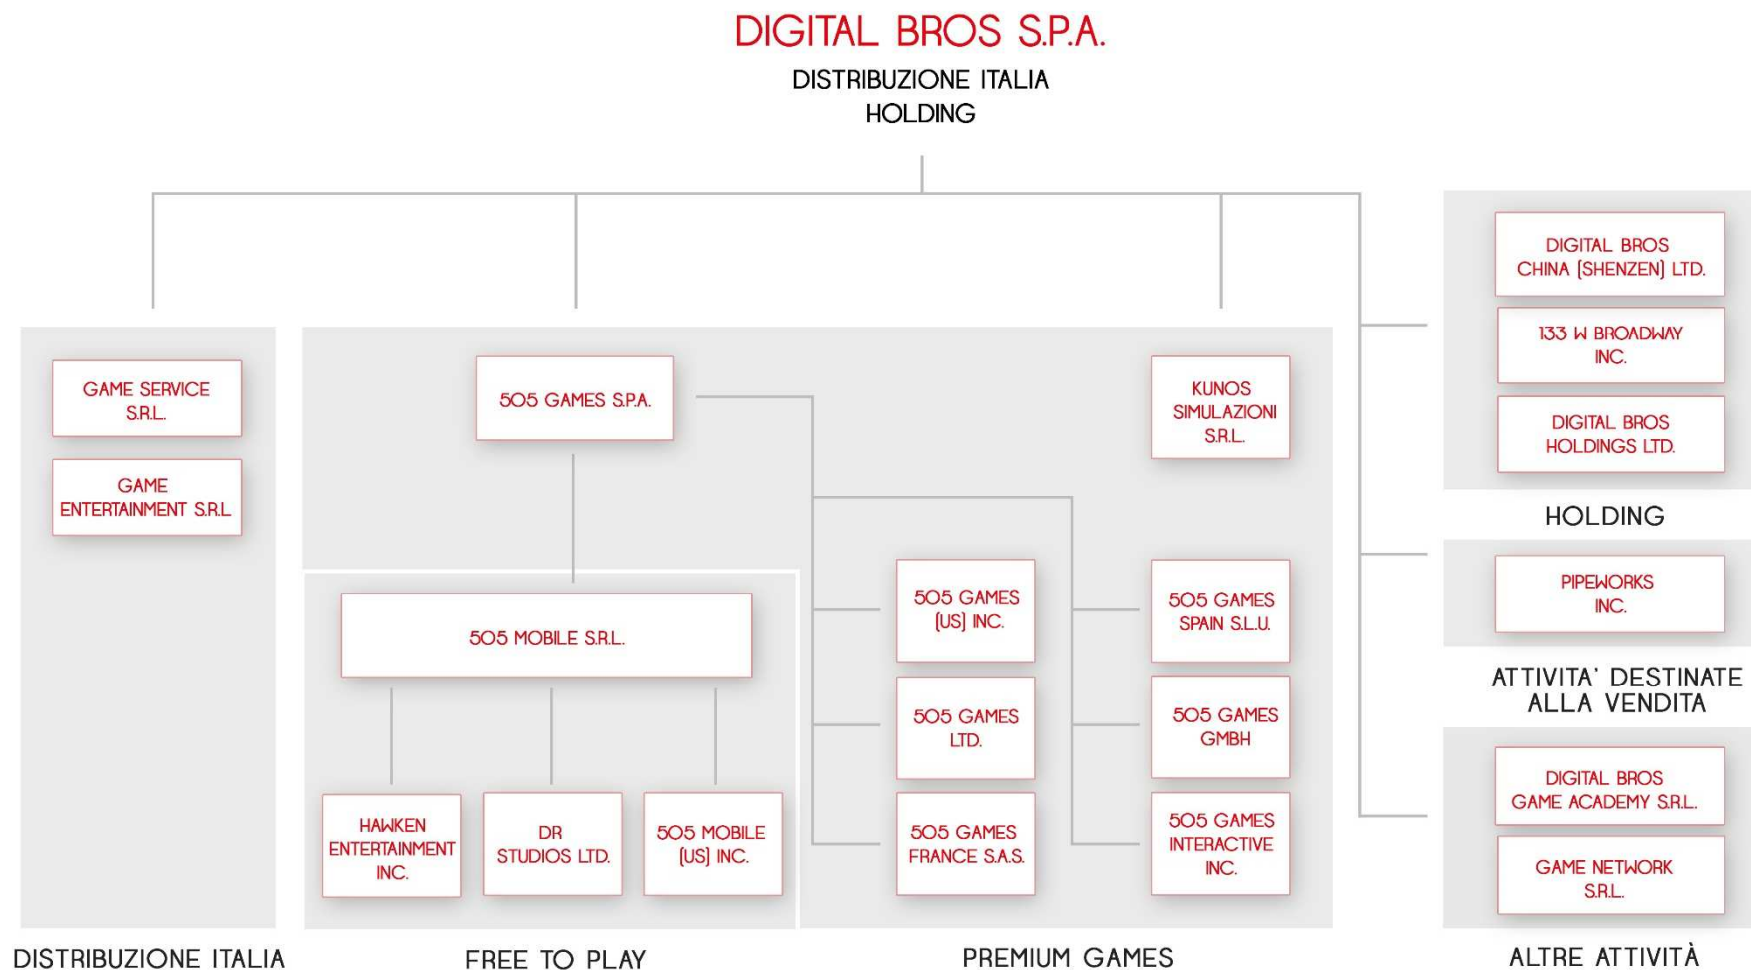 DIGITAL BROS S.P.A.
DISTRIBUZIONE ITALIA
HOLDING
GAME SERVICE
S.R.L.
GAME
ENTERTAINMENT S.R.L
DISTRIBUZIONE ITALIA
505 GAMES S.P.A.
505 MOBILE S.R.L.
HAWKEN
ENTERTAINMENT
INC.
DR
STUDIOS LTD.
505 MOBILE
(US) INC.
FREE TO PLAY
KUNOS
SIMULAZIONI
S.R.L.
505 GAMES
(US) INC.
505 GAMES
LTD.
505 GAMES
FRANCE S.A.S.
505 GAMES
SPAIN S.L.U.
505 GAMES
GMBH
505 GAMES
INTERACTIVE
INC.
PREMIUM GAMES
DIGITAL BROS
CHINA (SHENZEN) LTD.
133 W BROADWAY
INC.
DIGITAL BROS
HOLDINGS LTD.
HOLDING
PIPEWORKS
INC.
ATTIVITA' DESTINATE
ALLA VENDITA
DIGITAL BROS
GAME ACADEMY S.R.L.
GAME NETWORK
S.R.L.
ALTRE ATTIVITÀ